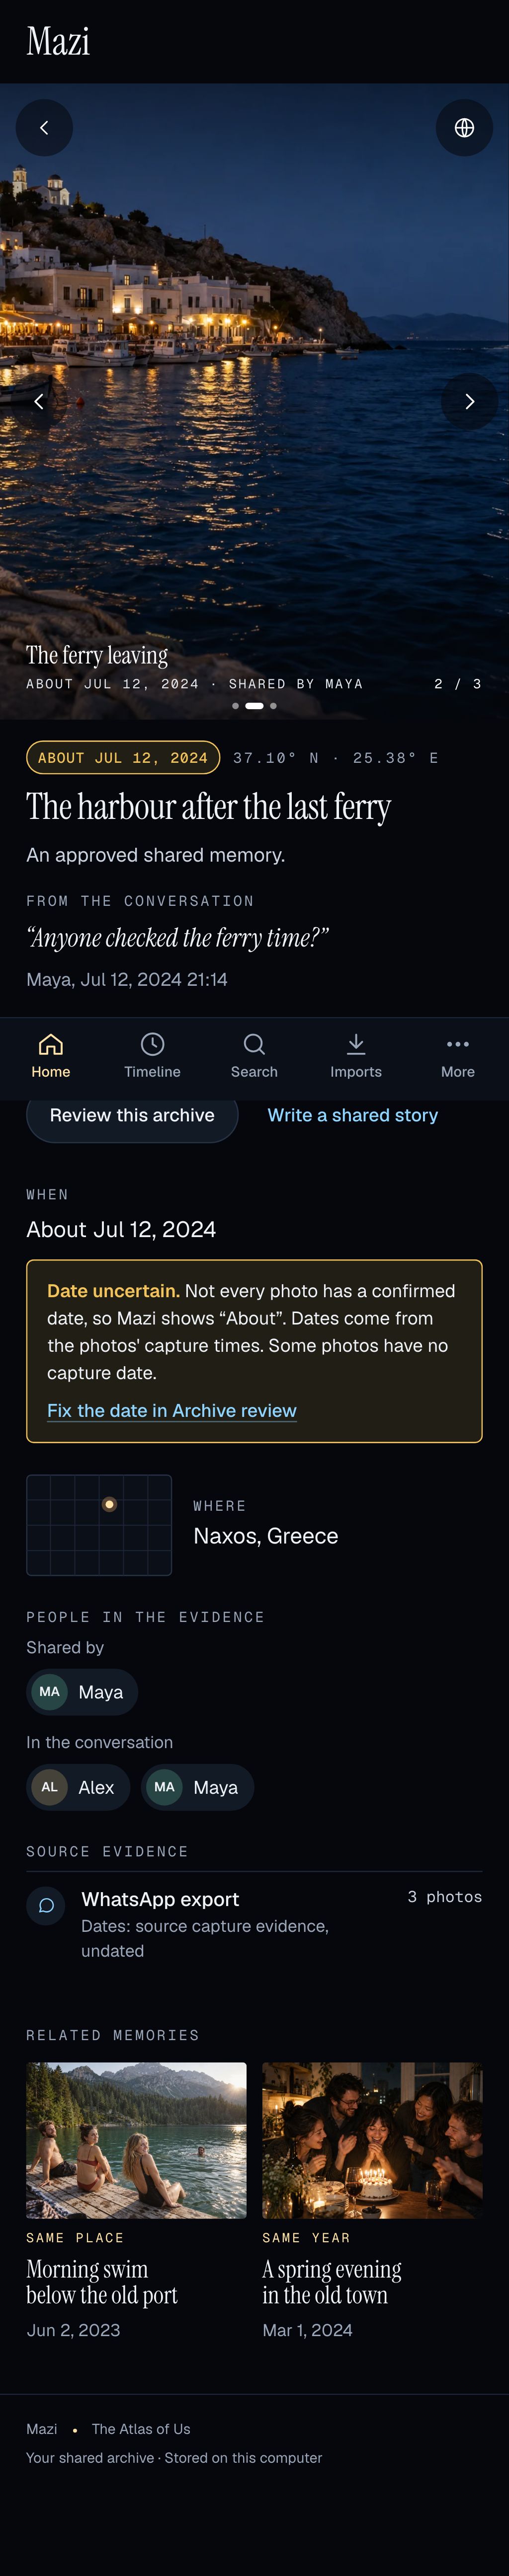 Mazi
The ferry leaving
ABOUT JUL 12, 2024 · SHARED BY MAYA
2 / 3
ABOUT JUL 12, 2024
37.10° N · 25.38° E
The harbour after the last ferry
An approved shared memory.
FROM THE CONVERSATION
“Anyone checked the ferry time?”
Maya, Jul 12, 2024 21:14
Home
Timeline
Search
Imports
More
Review this archive
Write a shared story
WHEN
About Jul 12, 2024
Date uncertain. Not every photo has a confirmed
date, so Mazi shows “About”. Dates come from
the photos' capture times. Some photos have no
capture date.
Fix the date in Archive review
WHERE
Naxos, Greece
PEOPLE IN THE EVIDENCE
Shared by
MA Maya
In the conversation
AL Alex
MA Maya
SOURCE EVIDENCE
WhatsApp export
3 photos
Dates: source capture evidence,
undated
RELATED MEMORIES
SAME PLACE
Morning swim
below the old port
Jun 2, 2023
SAME YEAR
A spring evening
in the old town
Mar 1, 2024
Mazi • The Atlas of Us
Your shared archive · Stored on this computer